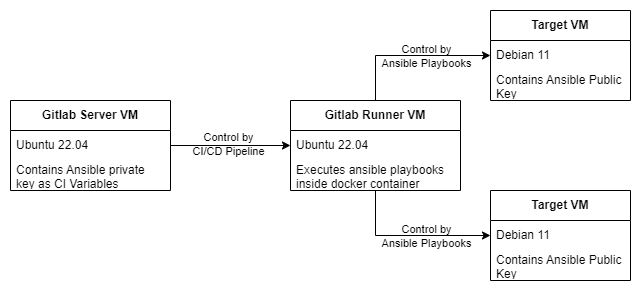 Gitlab Server VM
Ubuntu 22.04
Contains Ansible private
key as CI Variables
Control by
CI/CD Pipeline
Gitlab Runner VM
Ubuntu 22.04
Executes ansible playbooks
inside docker container
Control by
Ansible Playbooks
Target VM
Debian 11
Contains Ansible Public
Key
Control by
Ansible Playbooks
Target VM
Debian 11
Contains Ansible Public
Key